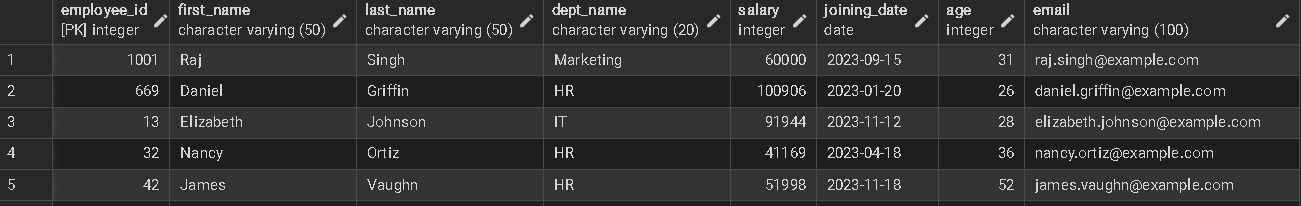 employee_id first_name last_name dept_name salary joining_date age email
[PK] integer character varying (50) character varying (50) character varying (20) integer date integer character varying (100)
1 1001 Raj Singh Marketing 60000 2023-09-15 31 raj.singh@example.com
2 669 Daniel Griffin HR 100906 2023-01-20 26 daniel.griffin@example.com
3 13 Elizabeth Johnson IT 91944 2023-11-12 28 elizabeth.johnson@example.com
4 32 Nancy Ortiz HR 41169 2023-04-18 36 nancy.ortiz@example.com
5 42 James Vaughn HR 51998 2023-11-18 52 james.vaughn@example.com